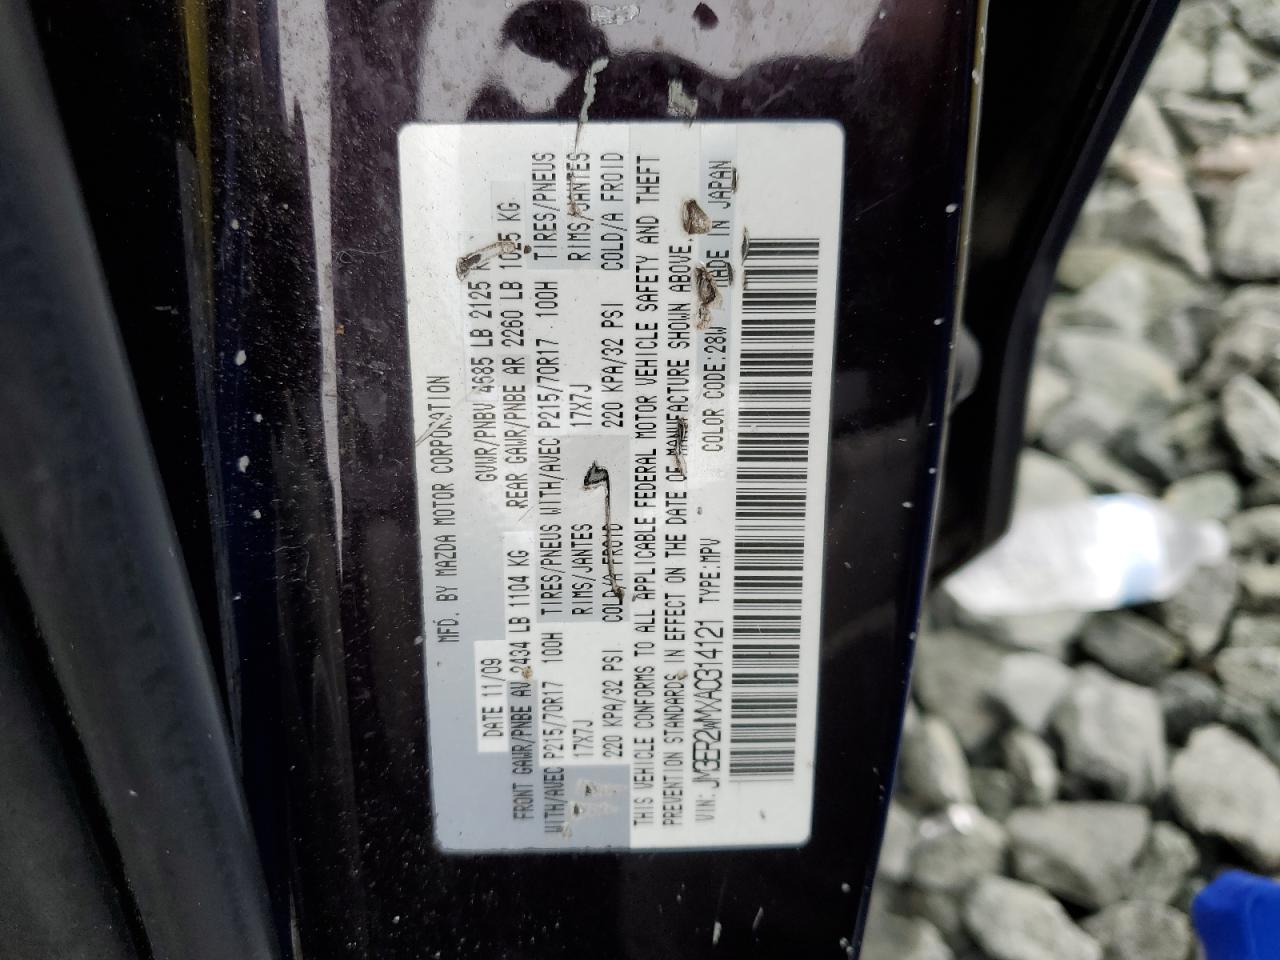 MFD. BY MAZDA MOTOR CORPORATION
DATE 11/09 GVWR/PNBV 4685 LB 2125
FRONT GAWR/PNBE AV 2434 LB 1104 KG REAR GAWR/PNBE AR 2260 LB 1025 KG
WITH/AVEC P215/70R17 100H TIRES/PNEUS WITH/AVEC P215/70R17 100H TIRES/PNEUS
17X7J RIMS/JANTES 17X7J RIMS/JANTES
220 KPA/32 PSI COLD/A FROID 220 KPA/32 PSI COLD/A FROID
THIS VEHICLE CONFORMS TO ALL APPLICABLE FEDERAL MOTOR VEHICLE SAFETY AND THEFT
PREVENTION STANDARDS IN EFFECT ON THE DATE OF MANUFACTURE SHOWN ABOVE.
VIN: JM3ER2WMXA0314121 TYPE:MPV COLOR CODE:28W MADE IN JAPAN